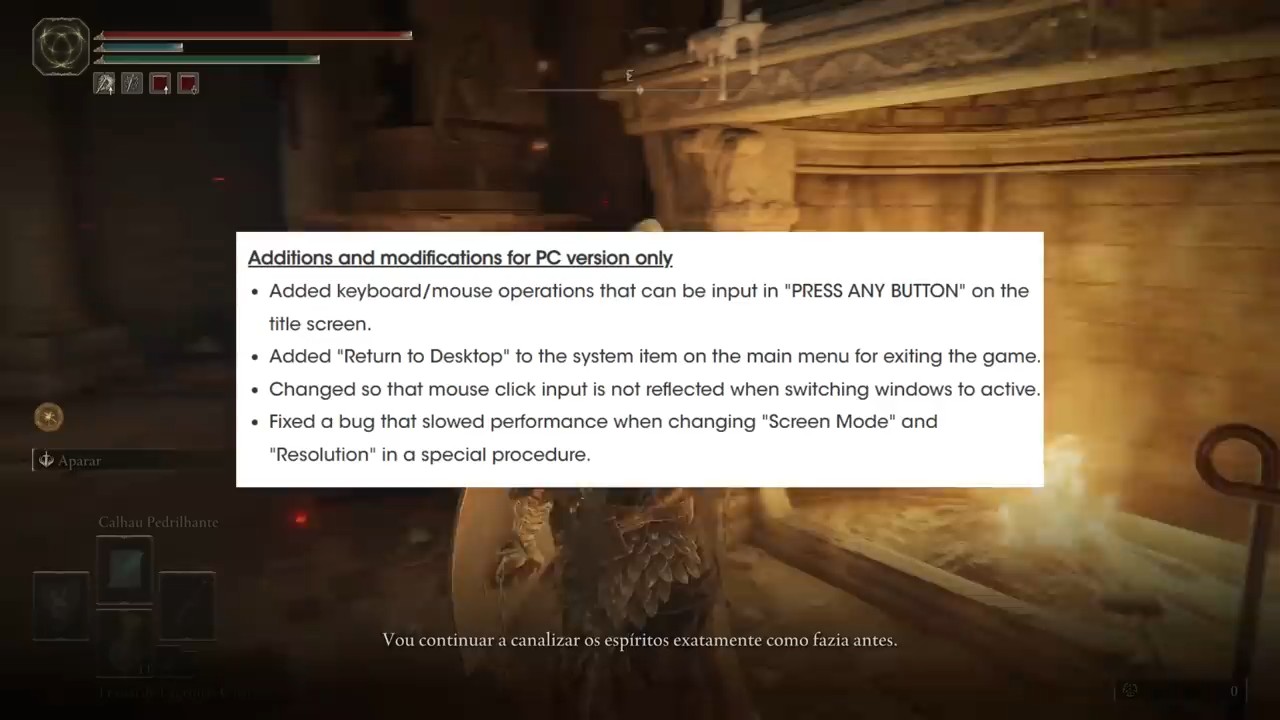 E
Additions and modifications for PC version only
• Added keyboard/mouse operations that can be input in "PRESS ANY BUTTON" on the
title screen.
• Added "Return to Desktop" to the system item on the main menu for exiting the game.
• Changed so that mouse click input is not reflected when switching windows to active.
• Fixed a bug that slowed performance when changing "Screen Mode" and
"Resolution" in a special procedure.
Aparar
Calhau Pedrilhante
Vou continuar a canalizar os espíritos exatamente como fazia antes.
0